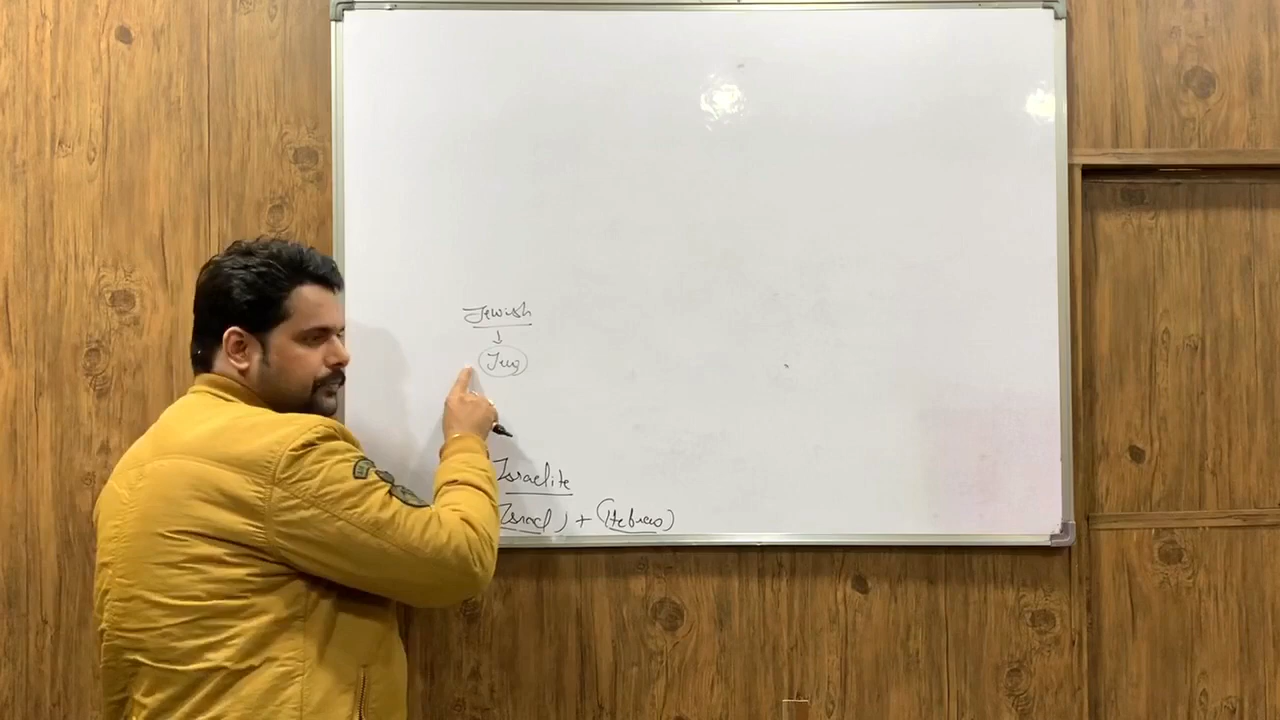 Jewish
↓
Jew
Israelite
Israel) + (Hebrew)